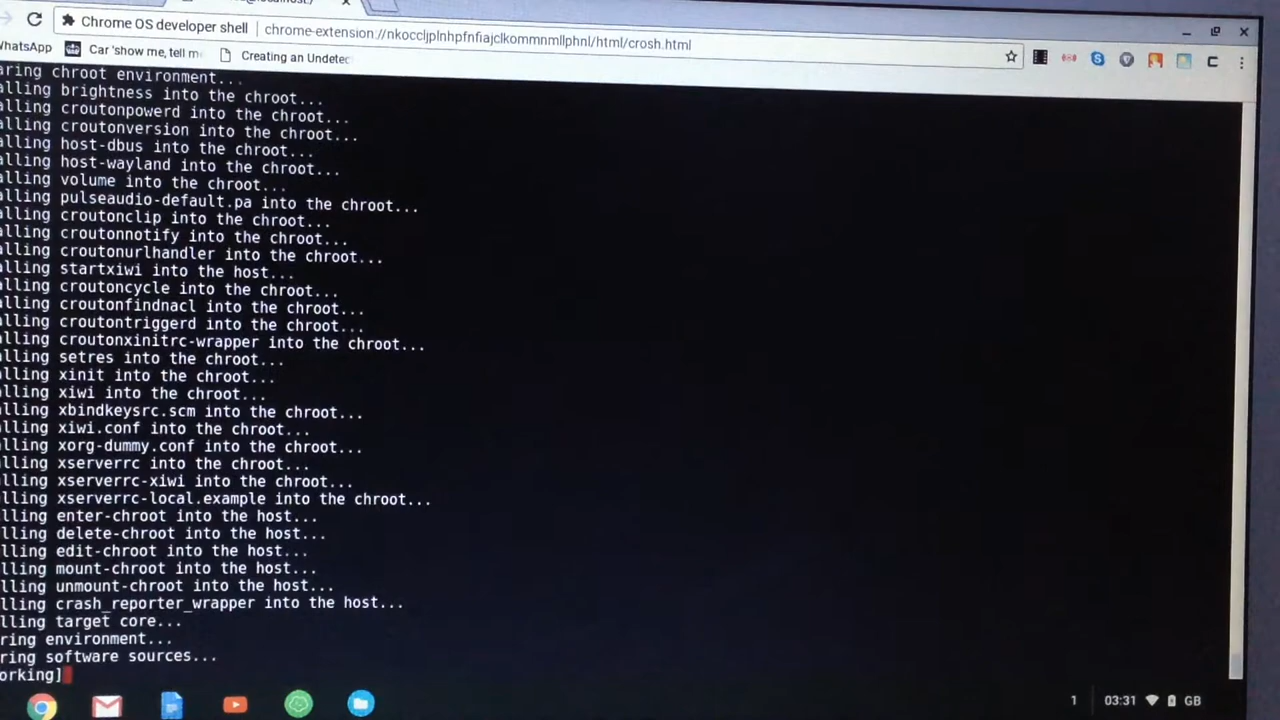 Chrome OS developer shell | chrome-extension://nkoccljplnhpfnfiajclkommnmllphnl/html/crosh.html
WhatsApp Car 'show me, tell m Creating an Undetec
aring chroot environment...
alling brightness into the chroot...
alling croutonpowerd into the chroot...
alling croutonversion into the chroot...
alling host-dbus into the chroot...
alling host-wayland into the chroot...
alling volume into the chroot...
alling pulseaudio-default.pa into the chroot...
alling croutonclip into the chroot...
alling croutonnotify into the chroot...
alling croutonurlhandler into the chroot...
alling startxiwi into the host...
alling croutoncycle into the chroot...
alling croutonfindnacl into the chroot...
alling croutontriggerd into the chroot...
alling croutonxinitrc-wrapper into the chroot...
alling setres into the chroot...
alling xinit into the chroot...
alling xiwi into the chroot...
alling xbindkeysrc.scm into the chroot...
alling xiwi.conf into the chroot...
alling xorg-dummy.conf into the chroot...
alling xserverrc into the chroot...
alling xserverrc-xiwi into the chroot...
alling xserverrc-local.example into the chroot...
lling enter-chroot into the host...
lling delete-chroot into the host...
lling edit-chroot into the host...
lling mount-chroot into the host...
lling unmount-chroot into the host...
lling crash_reporter_wrapper into the host...
lling target core...
ring environment...
ring software sources...
orking]
1 03:31 GB